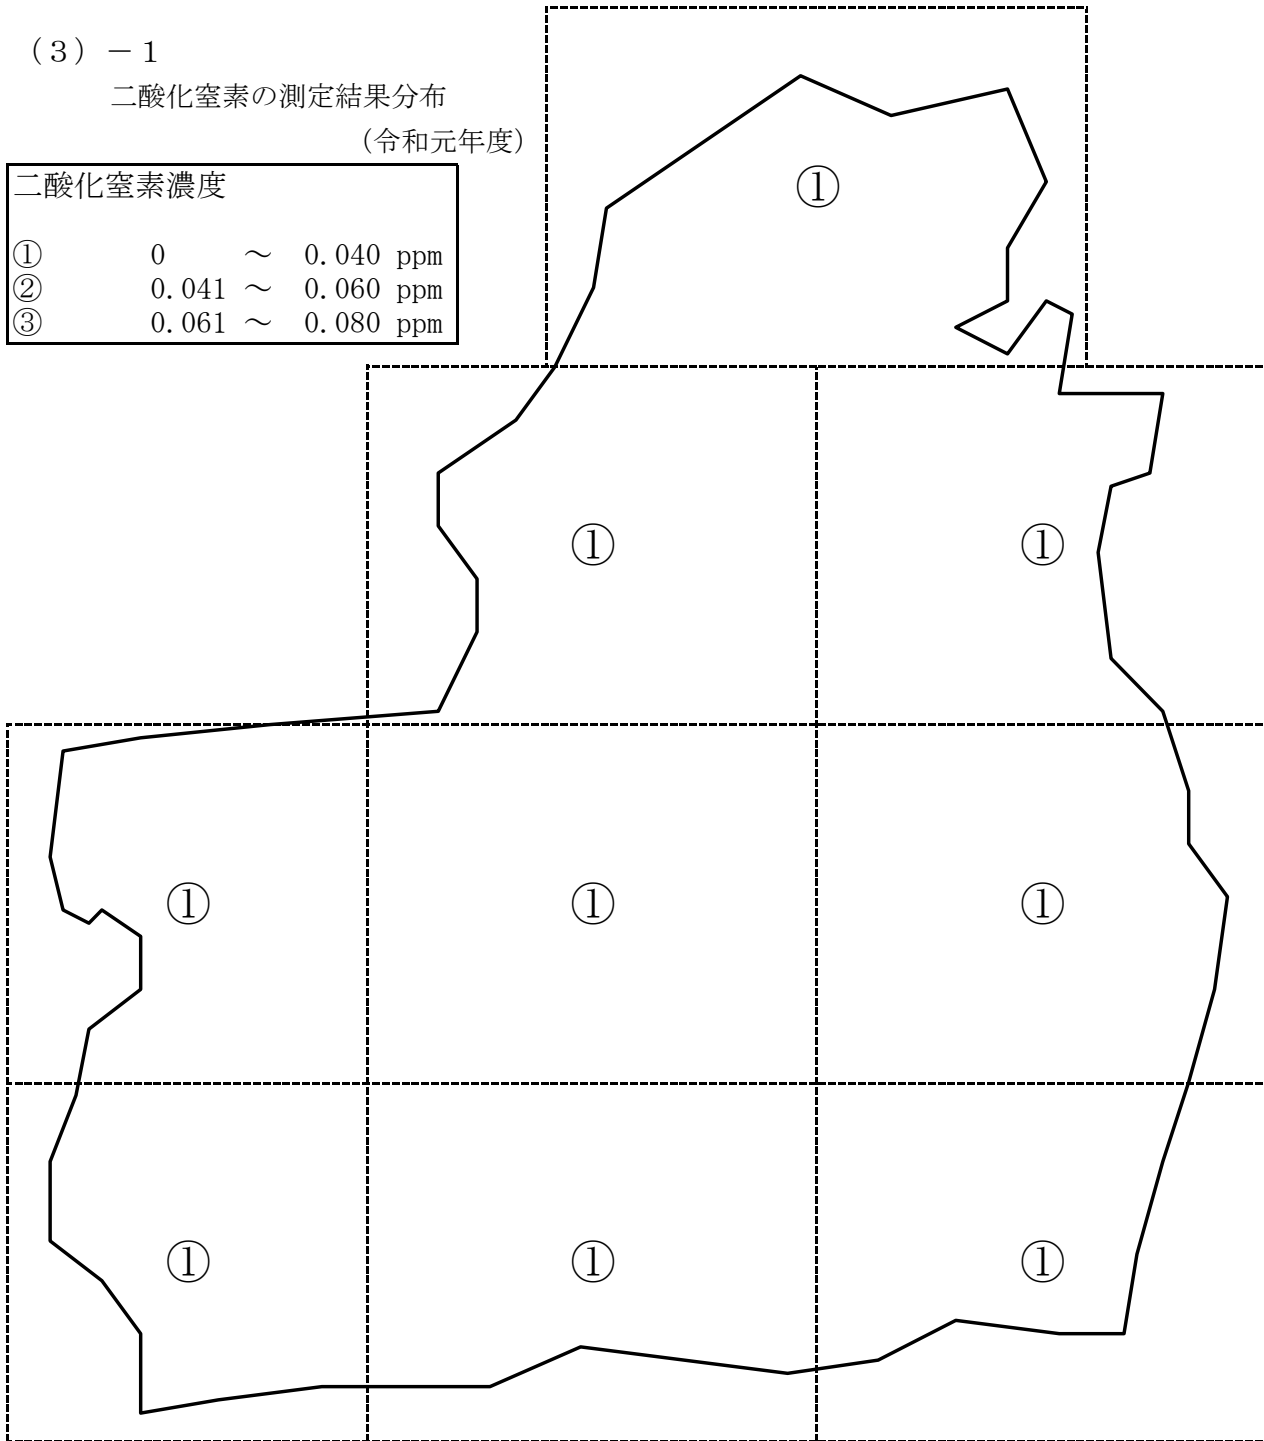 （３）－１
二酸化窒素の測定結果分布
（令和元年度）
二酸化窒素濃度
① 0 ～ 0.040 ppm
② 0.041 ～ 0.060 ppm
③ 0.061 ～ 0.080 ppm
①
① ①
① ① ①
① ① ①